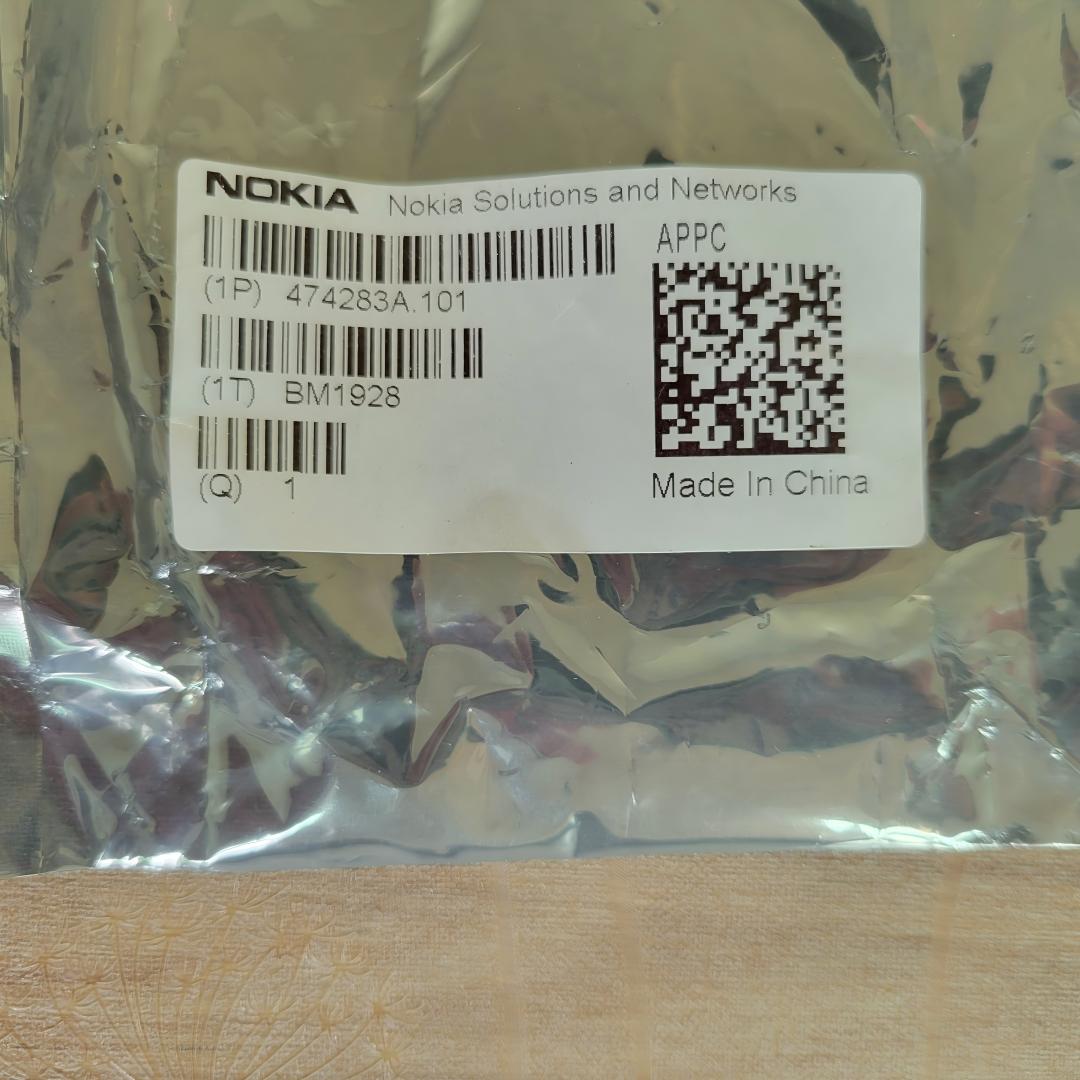 NOKIA Nokia Solutions and Networks
APPC
(1P) 474283A.101
(1T) BM1928
(Q) 1
Made In China